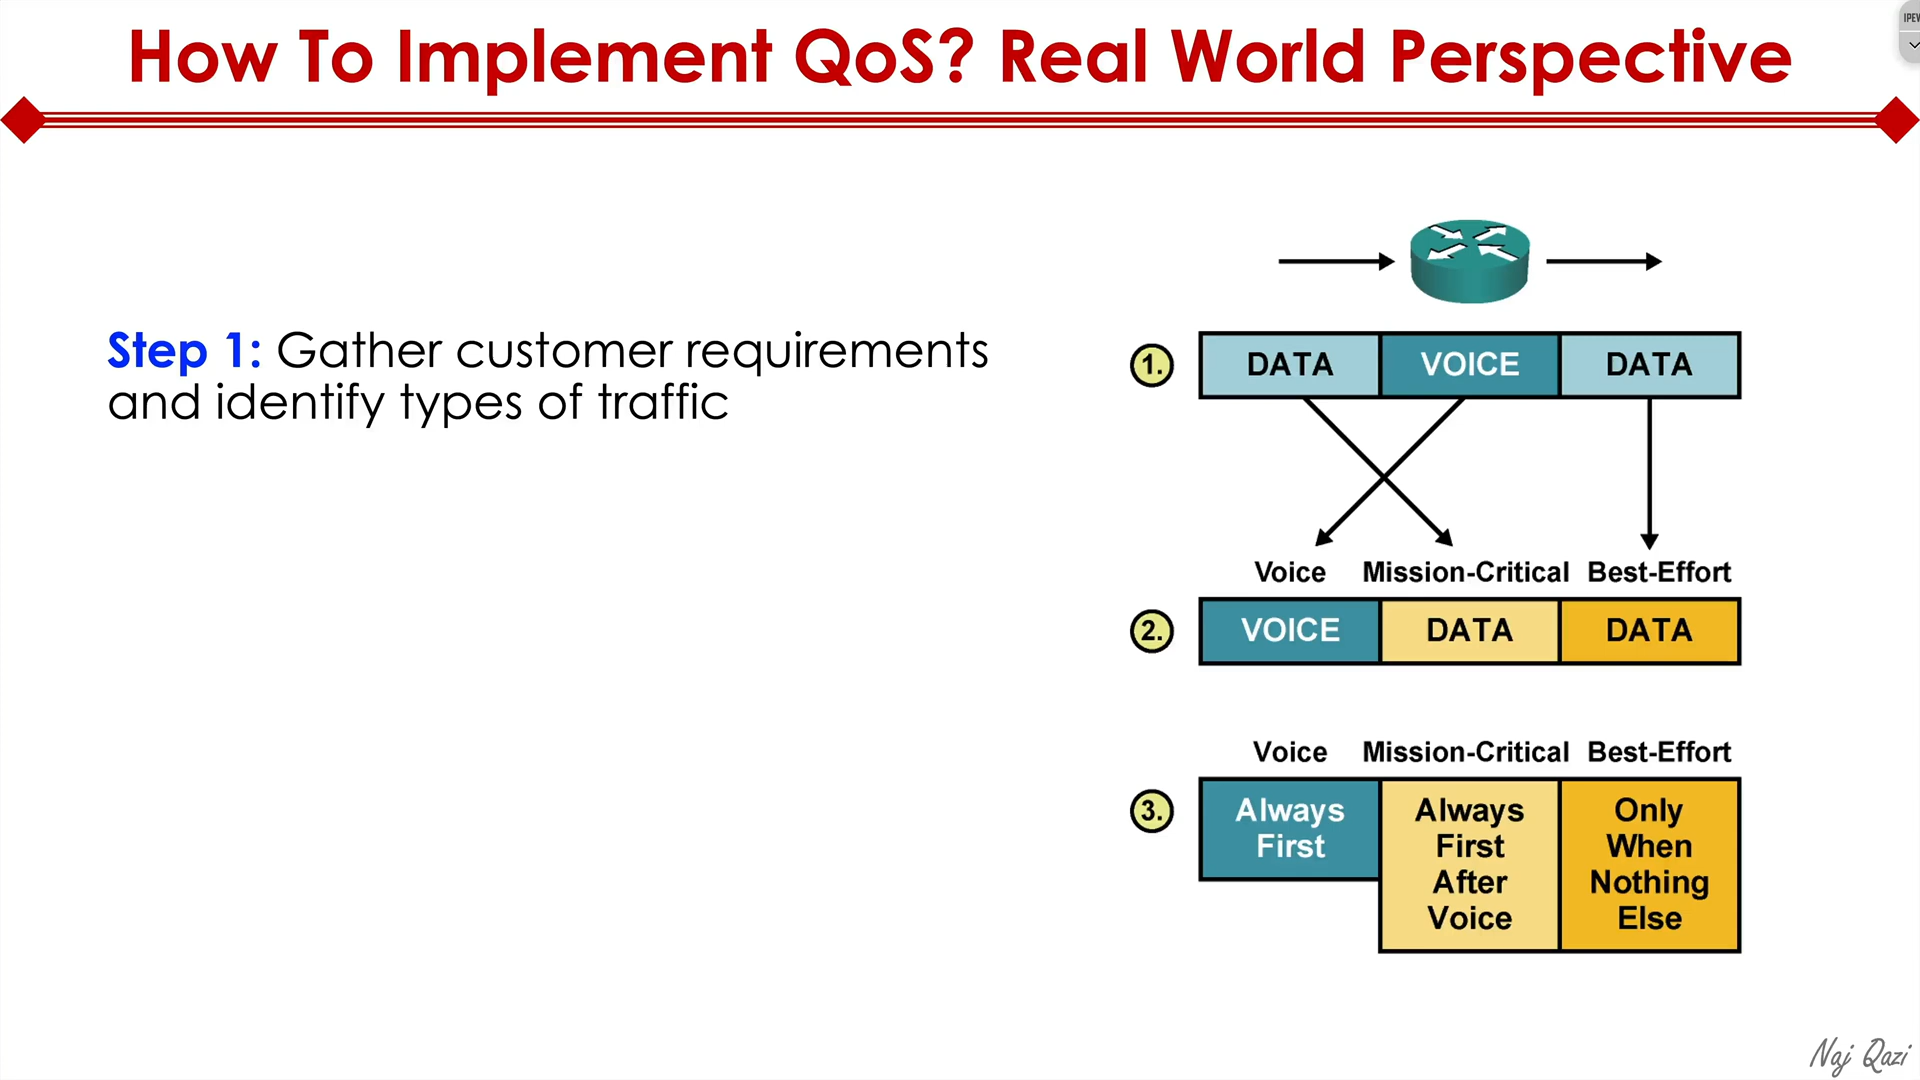 How To Implement QoS? Real World Perspective
Step 1: Gather customer requirements
and identify types of traffic
1.
DATA
VOICE
DATA
Voice
Mission-Critical
Best-Effort
2.
VOICE
DATA
DATA
Voice
Mission-Critical
Best-Effort
3.
Always
First
Always
First
After
Voice
Only
When
Nothing
Else
Naj Qazi